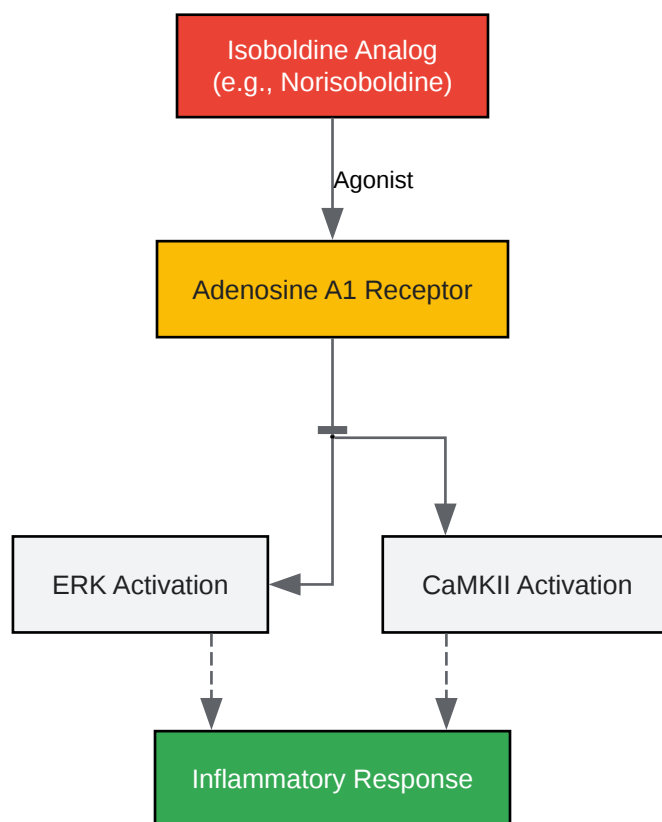 Isoboldine Analog
(e.g., Norisoboldine)
Agonist
Adenosine A1 Receptor
ERK Activation
CaMKII Activation
Inflammatory Response